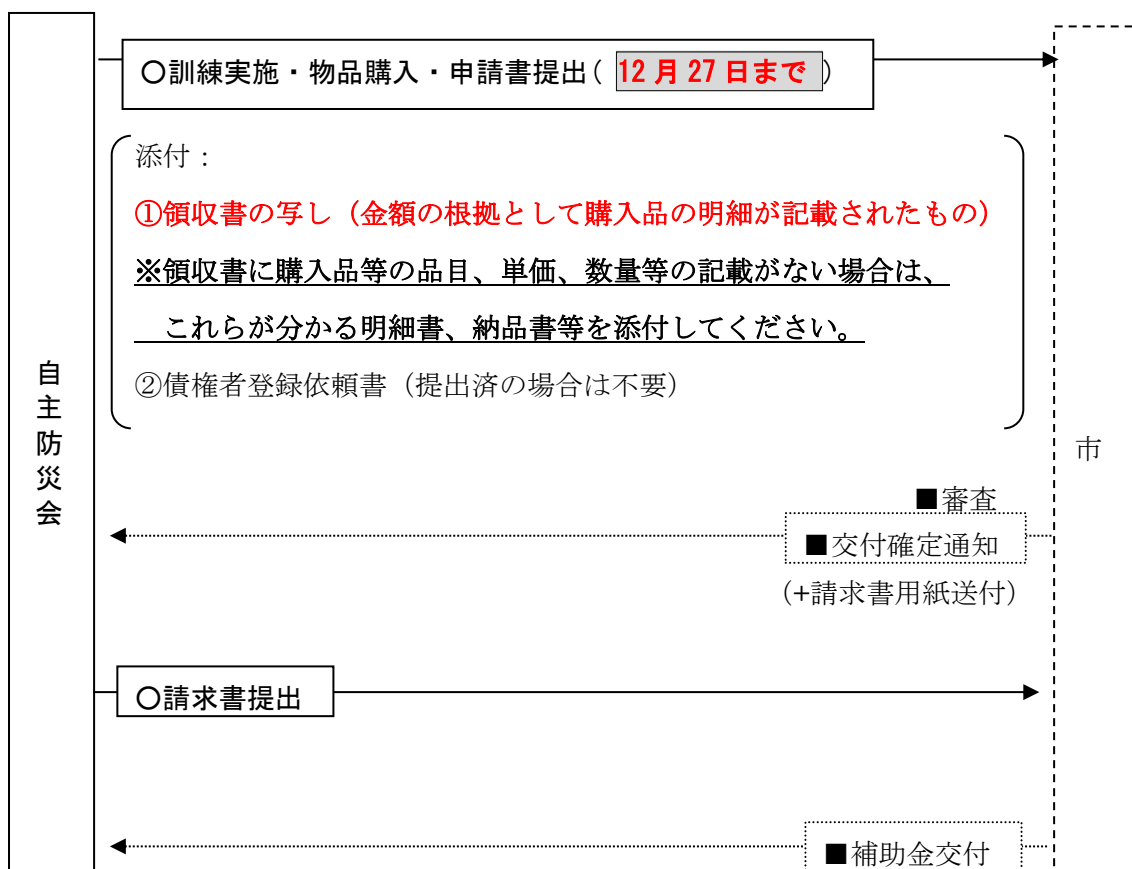 〇訓練実施・物品購入・申請書提出（ 12月27日まで ）
添付：
①領収書の写し（金額の根拠として購入品の明細が記載されたもの）
※領収書に購入品等の品目、単価、数量等の記載がない場合は、
これらが分かる明細書、納品書等を添付してください。
②債権者登録依頼書（提出済の場合は不要）
自主防災会
市
■審査
■交付確定通知
（+請求書用紙送付）
〇請求書提出
■補助金交付